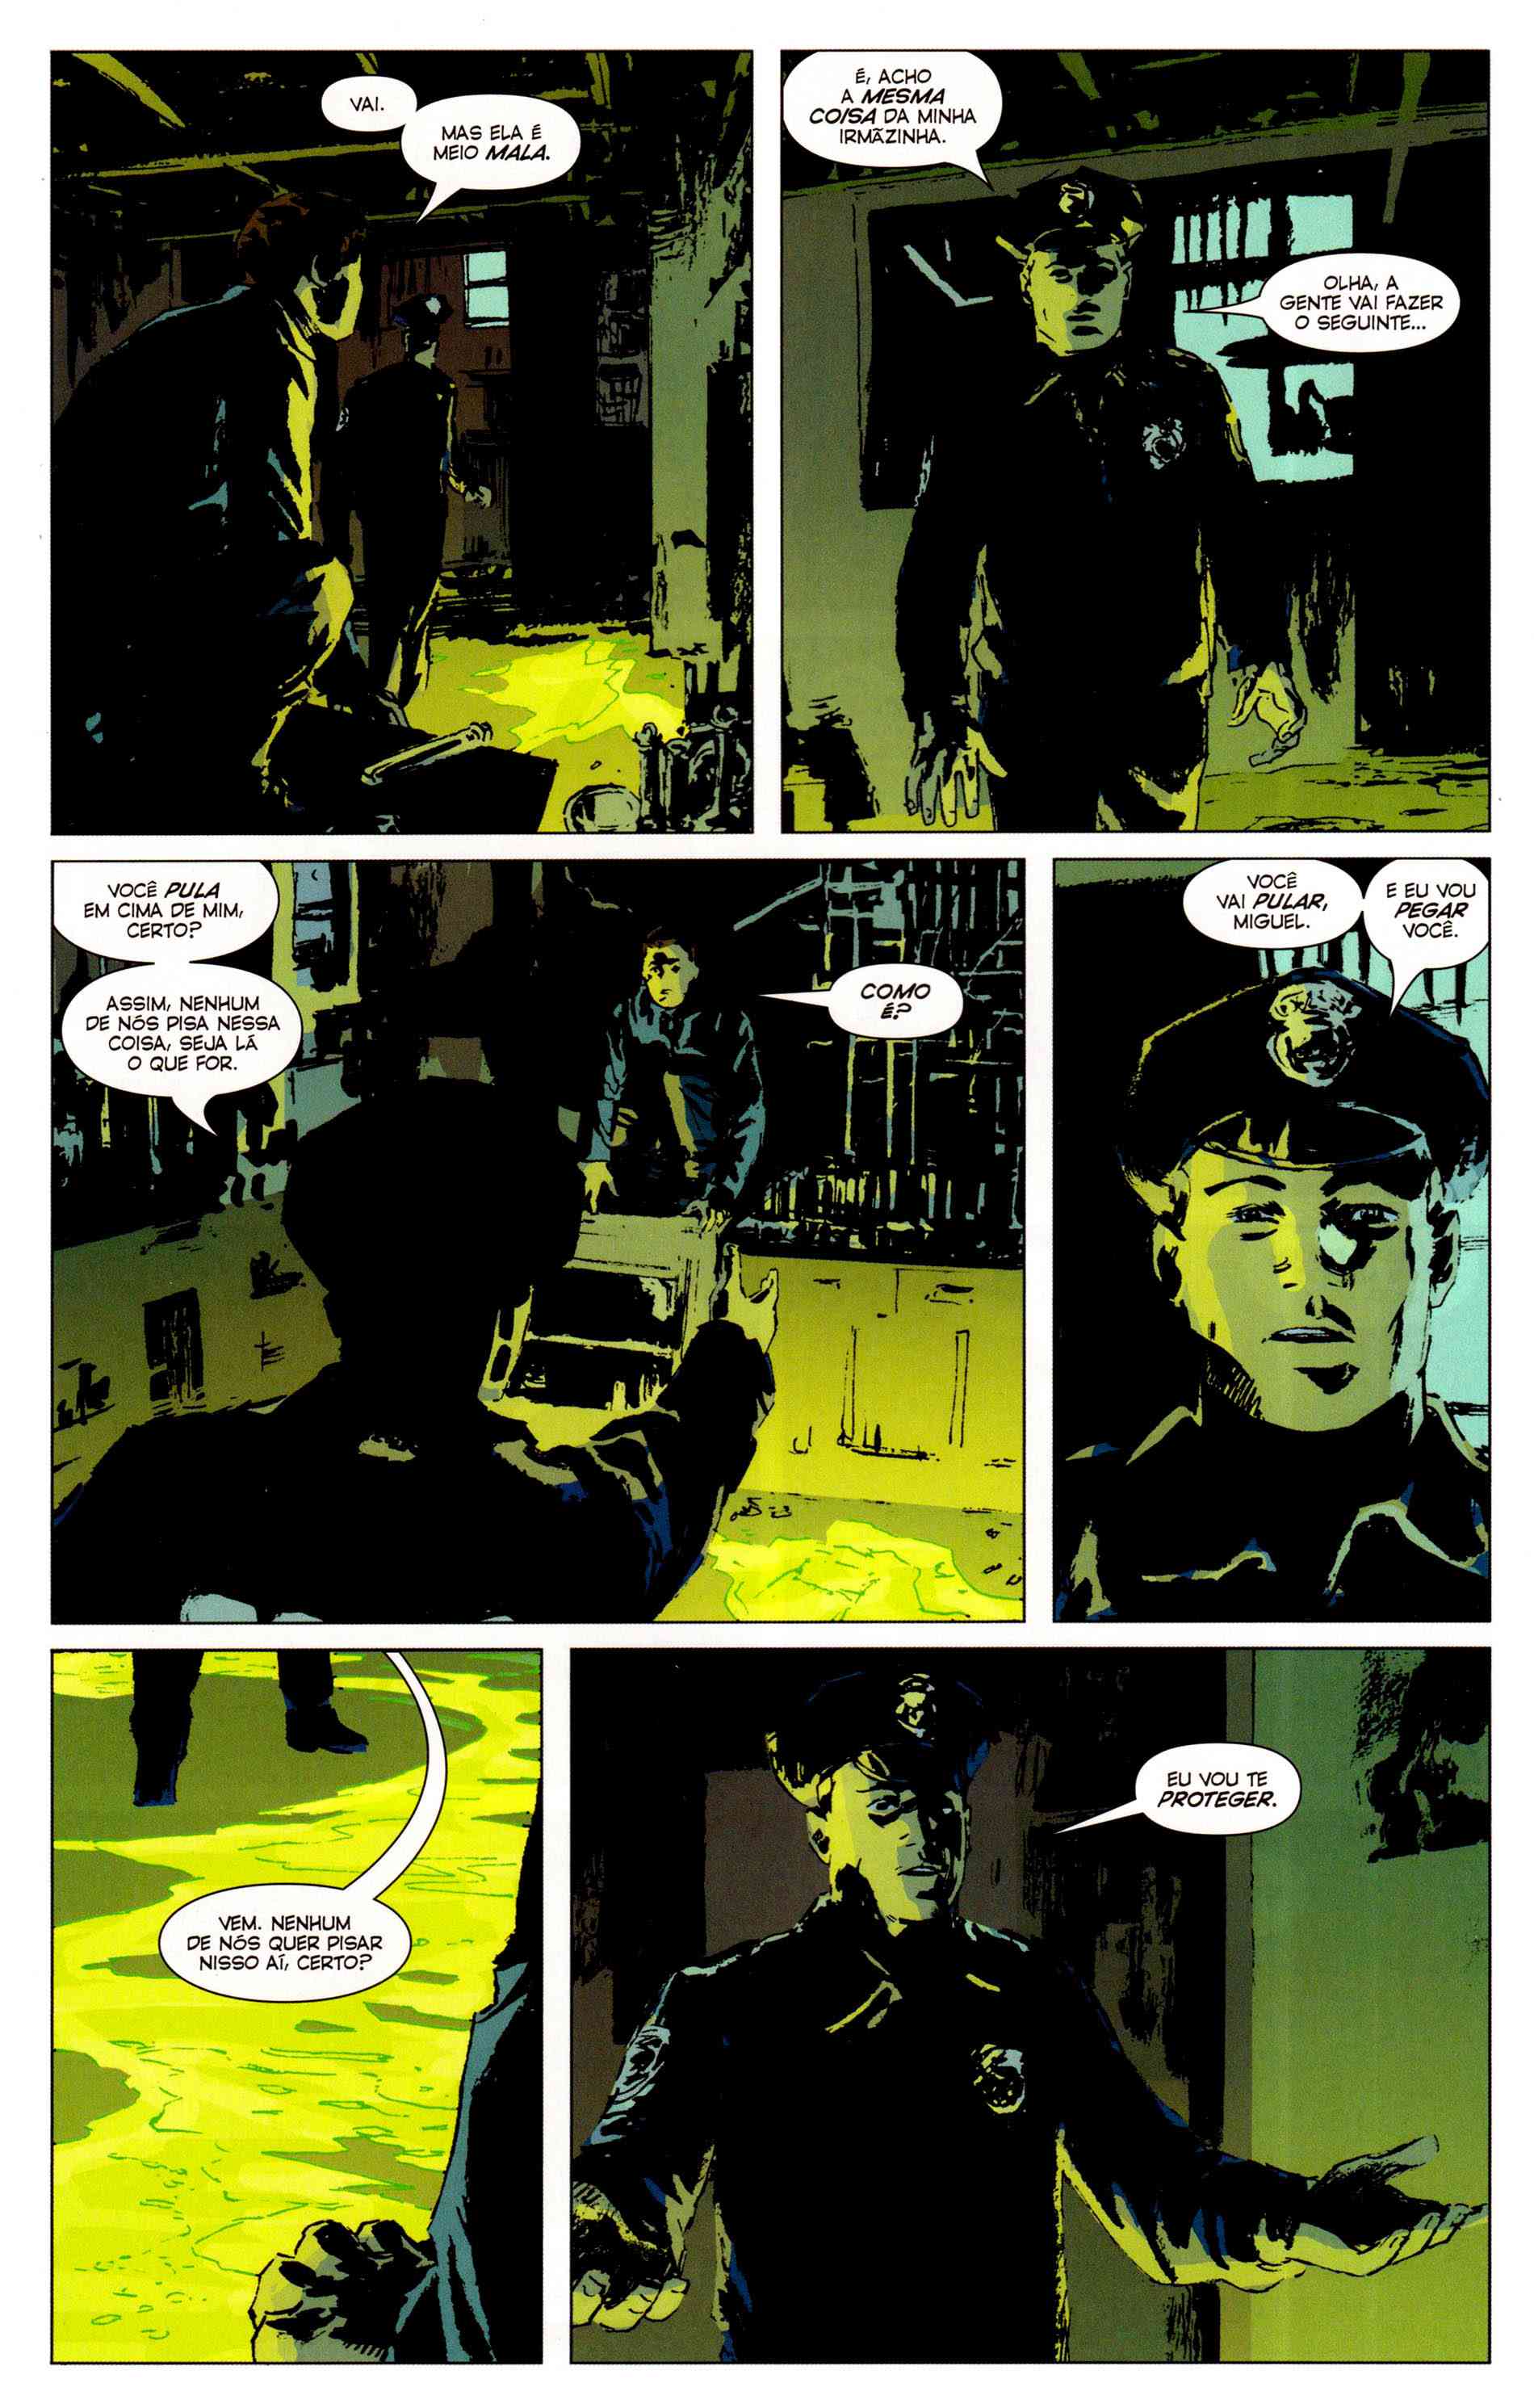 VAI.
MAS ELA É
MEIO MALA.
É, ACHO
A MESMA
COISA DA MINHA
IRMÃZINHA.
OLHA, A
GENTE VAI FAZER
O SEGUINTE...
VOCÊ PULA
EM CIMA DE MIM,
CERTO?
ASSIM, NENHUM
DE NÓS PISA NESSA
COISA, SEJA LÁ
O QUE FOR.
COMO
É?
VOCÊ
VAI PULAR,
MIGUEL.
E EU VOU
PEGAR
VOCÊ.
VEM. NENHUM
DE NÓS QUER PISAR
NISSO AÍ, CERTO?
EU VOU TE
PROTEGER.